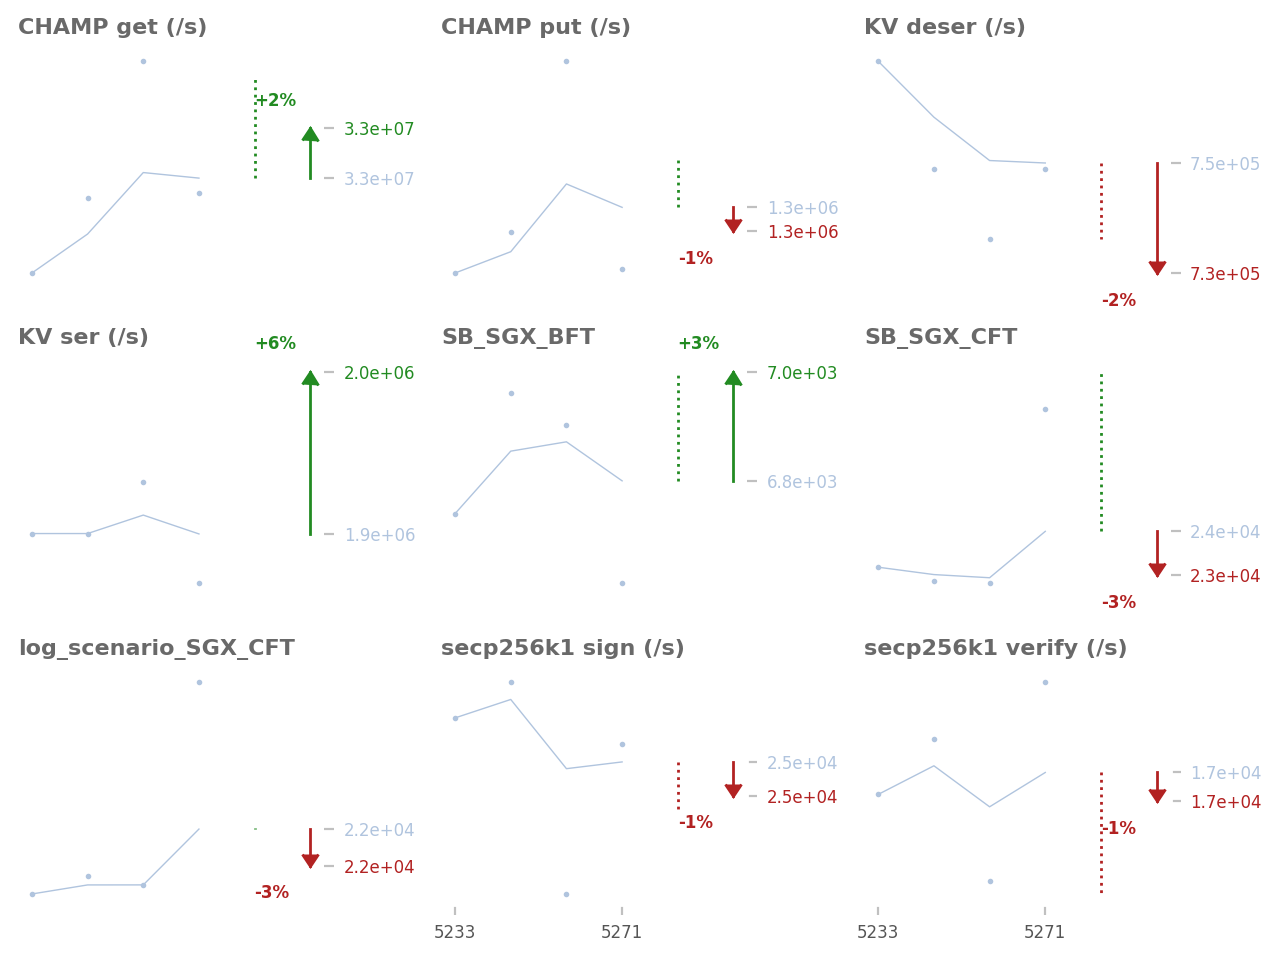 CHAMP get (/s)
+2%
3.3e+07
3.3e+07
CHAMP put (/s)
1.3e+06
1.3e+06
-1%
KV deser (/s)
7.5e+05
7.3e+05
-2%
KV ser (/s)
+6%
2.0e+06
1.9e+06
SB_SGX_BFT
+3%
7.0e+03
6.8e+03
SB_SGX_CFT
2.4e+04
2.3e+04
-3%
log_scenario_SGX_CFT
2.2e+04
2.2e+04
-3%
secp256k1 sign (/s)
2.5e+04
2.5e+04
-1%
5233 5271
secp256k1 verify (/s)
1.7e+04
1.7e+04
-1%
5233 5271